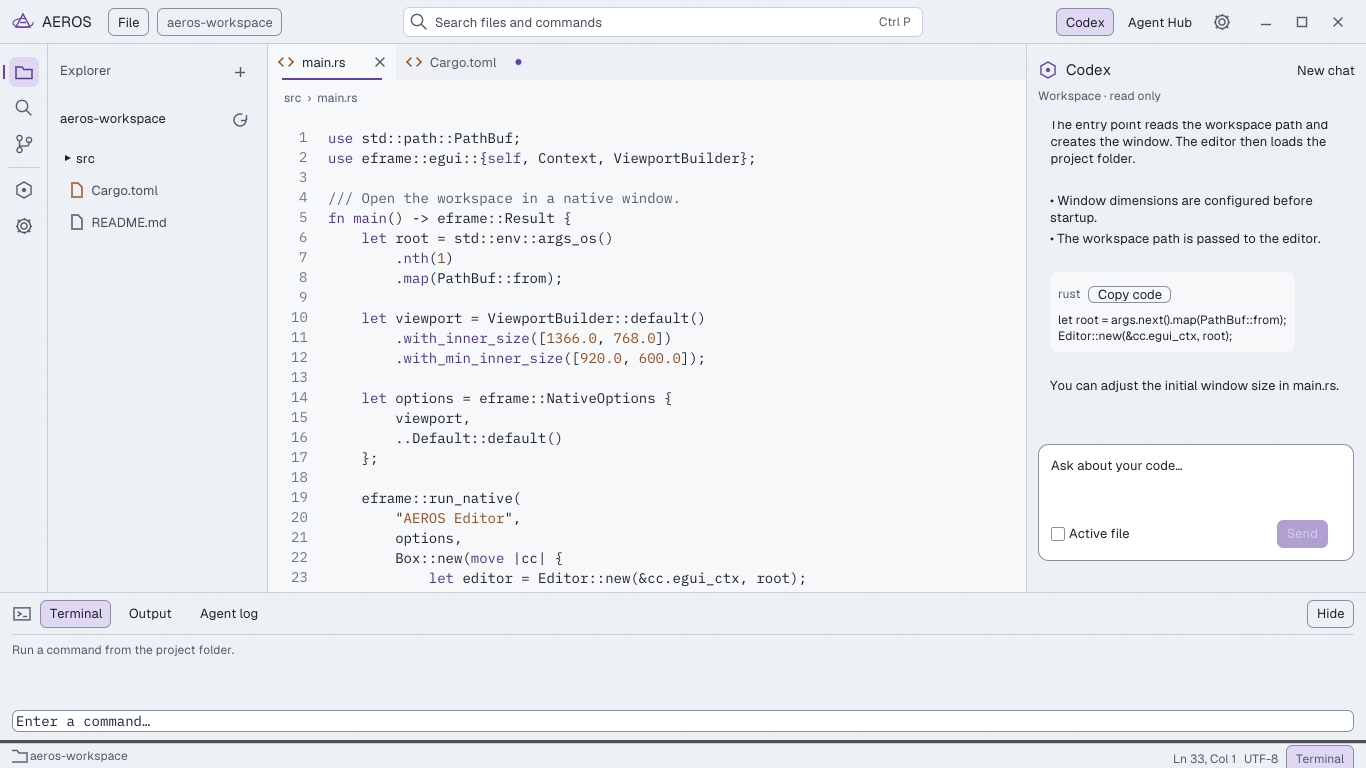 AEROS File aeros-workspace Search files and commands Ctrl P Codex Agent Hub
Explorer
aeros-workspace
src
Cargo.toml
README.md
main.rs Cargo.toml
src › main.rs
1 use std::path::PathBuf;
2 use eframe::egui::{self, Context, ViewportBuilder};
3
4 /// Open the workspace in a native window.
5 fn main() -> eframe::Result {
6     let root = std::env::args_os()
7         .nth(1)
8         .map(PathBuf::from);
9
10     let viewport = ViewportBuilder::default()
11         .with_inner_size([1366.0, 768.0])
12         .with_min_inner_size([920.0, 600.0]);
13
14     let options = eframe::NativeOptions {
15         viewport,
16         ..Default::default()
17     };
18
19     eframe::run_native(
20         "AEROS Editor",
21         options,
22         Box::new(move |cc| {
23             let editor = Editor::new(&cc.egui_ctx, root);
Codex New chat
Workspace · read only
The entry point reads the workspace path and
creates the window. The editor then loads the
project folder.
• Window dimensions are configured before
startup.
• The workspace path is passed to the editor.
rust Copy code
let root = args.next().map(PathBuf::from);
Editor::new(&cc.egui_ctx, root);
You can adjust the initial window size in main.rs.
Ask about your code…
Active file Send
Terminal Output Agent log Hide
Run a command from the project folder.
Enter a command…
aeros-workspace Ln 33, Col 1 UTF-8 Terminal